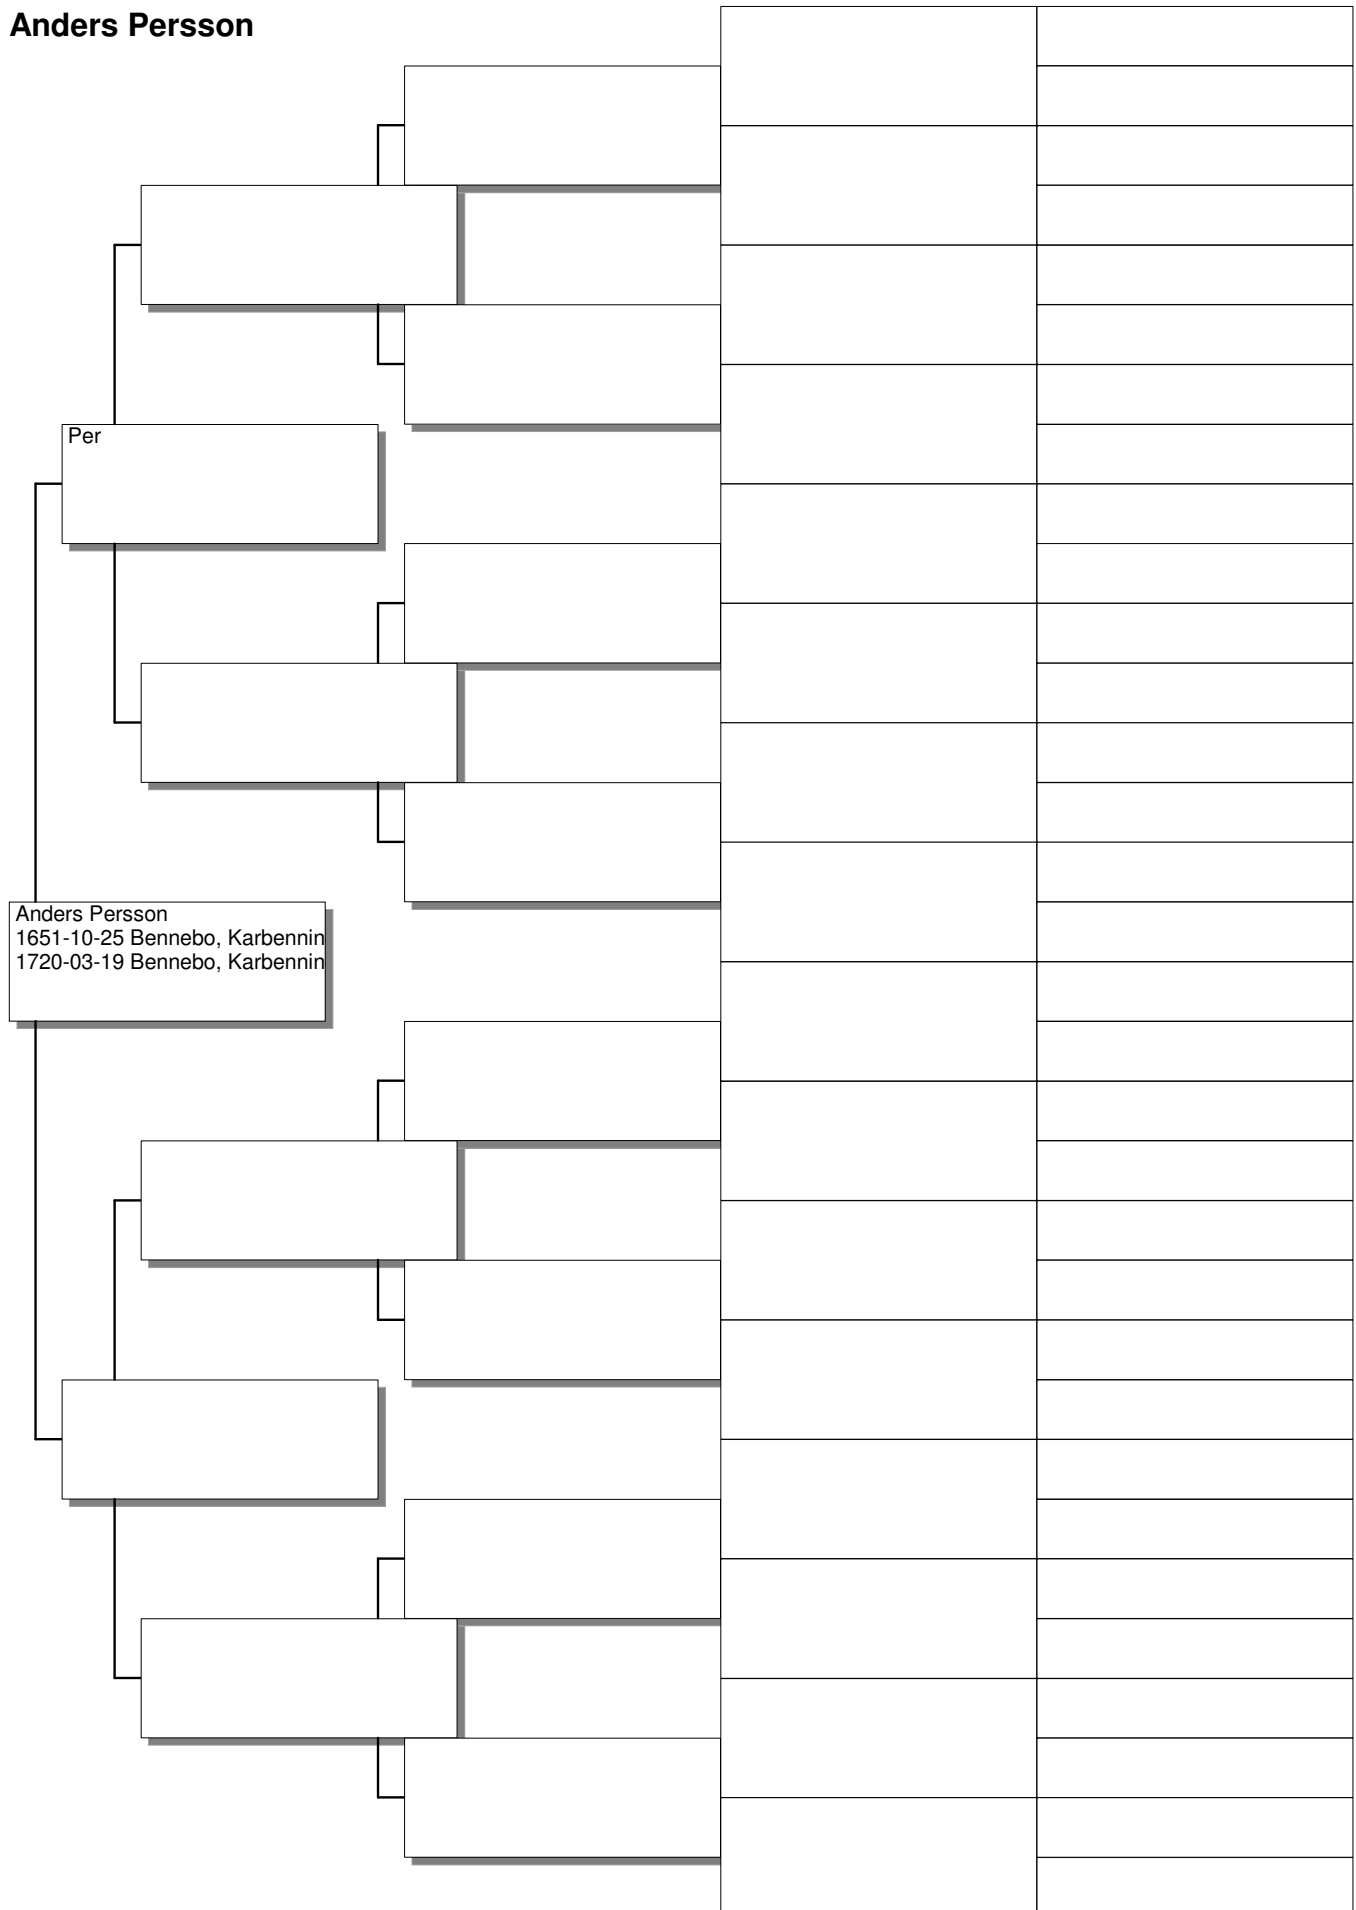 Anders Persson
Per
Anders Persson
1651-10-25 Bennebo, Karbennin
1720-03-19 Bennebo, Karbennin